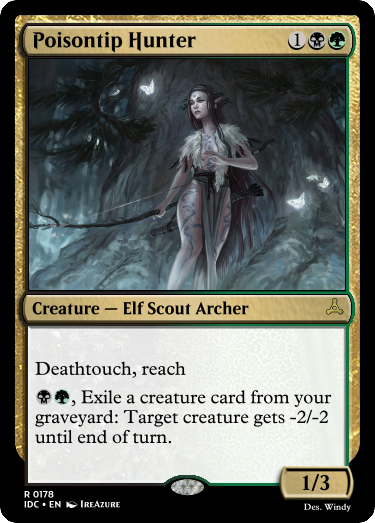 Poisontip Hunter 1
Creature — Elf Scout Archer
Deathtouch, reach
, Exile a creature card from your
graveyard: Target creature gets -2/-2
until end of turn.
1/3
R 0178
IDC • EN IREAZURE
Des. Windy